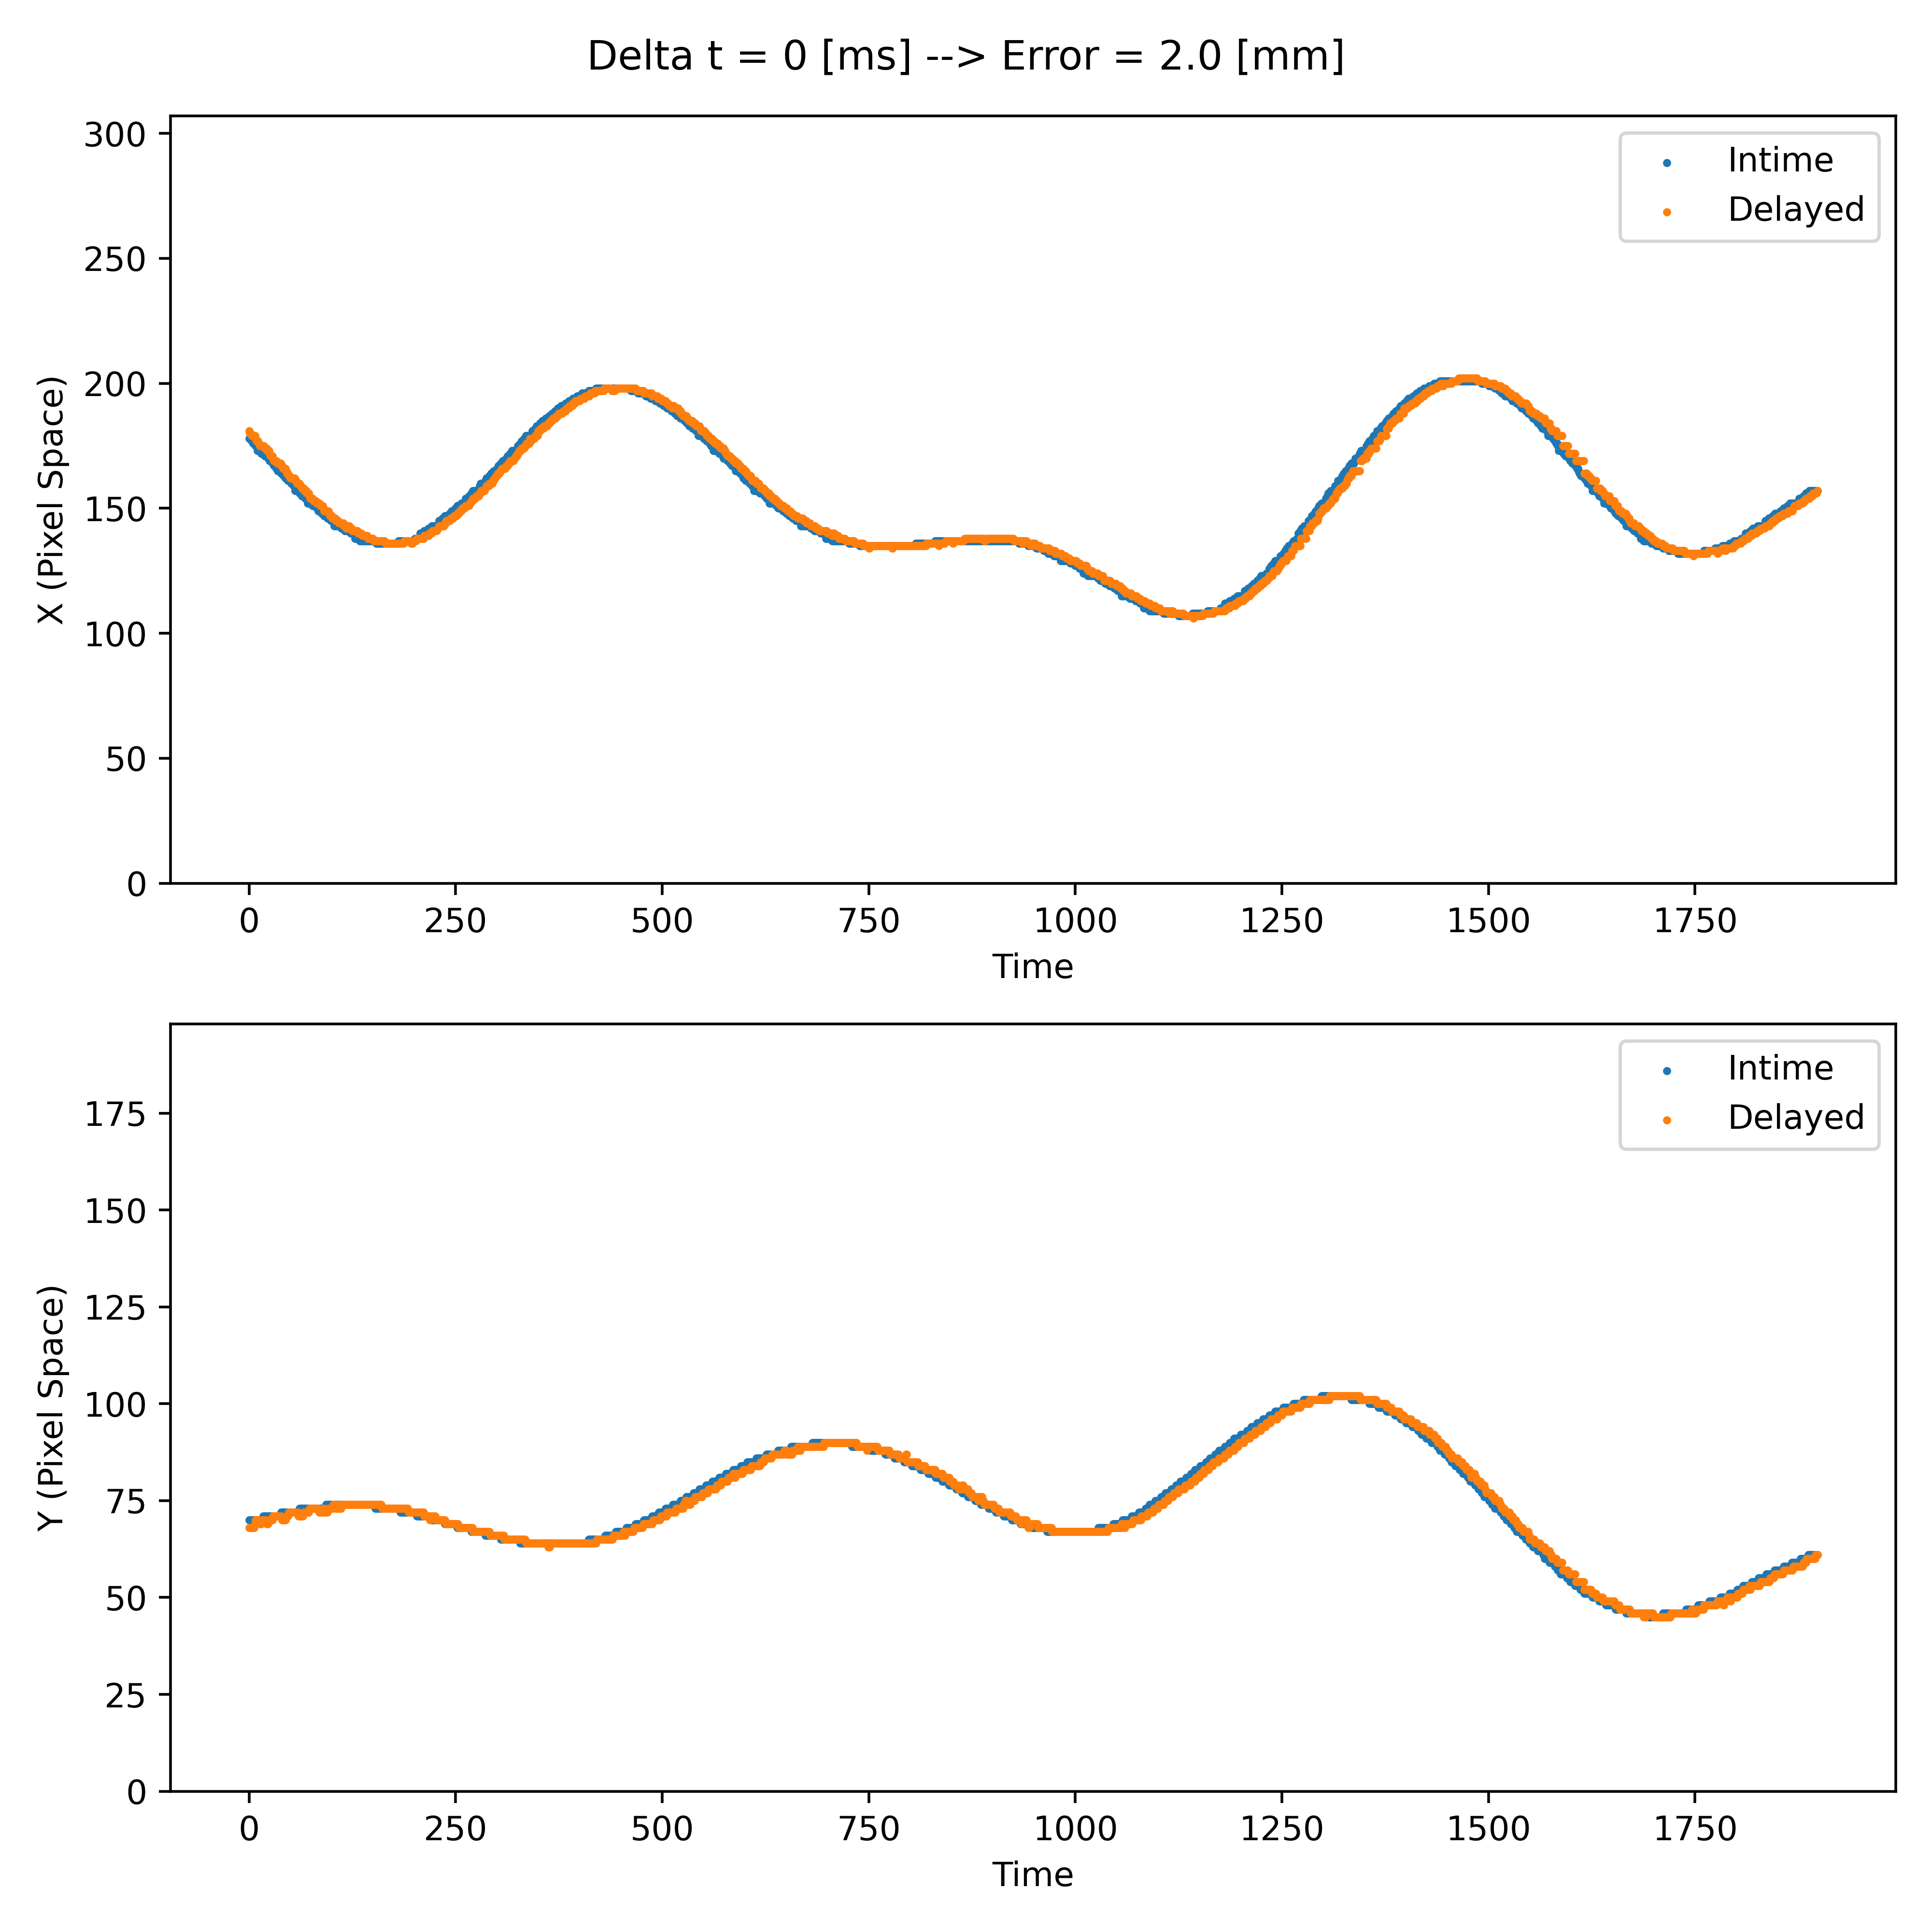 Delta t = 0 [ms] --> Error = 2.0 [mm]
300
250
200
150
100
50
0
X (Pixel Space)
Intime
Delayed
0 250 500 750 1000 1250 1500 1750
Time
175
150
125
100
75
50
25
0
Y (Pixel Space)
Intime
Delayed
0 250 500 750 1000 1250 1500 1750
Time